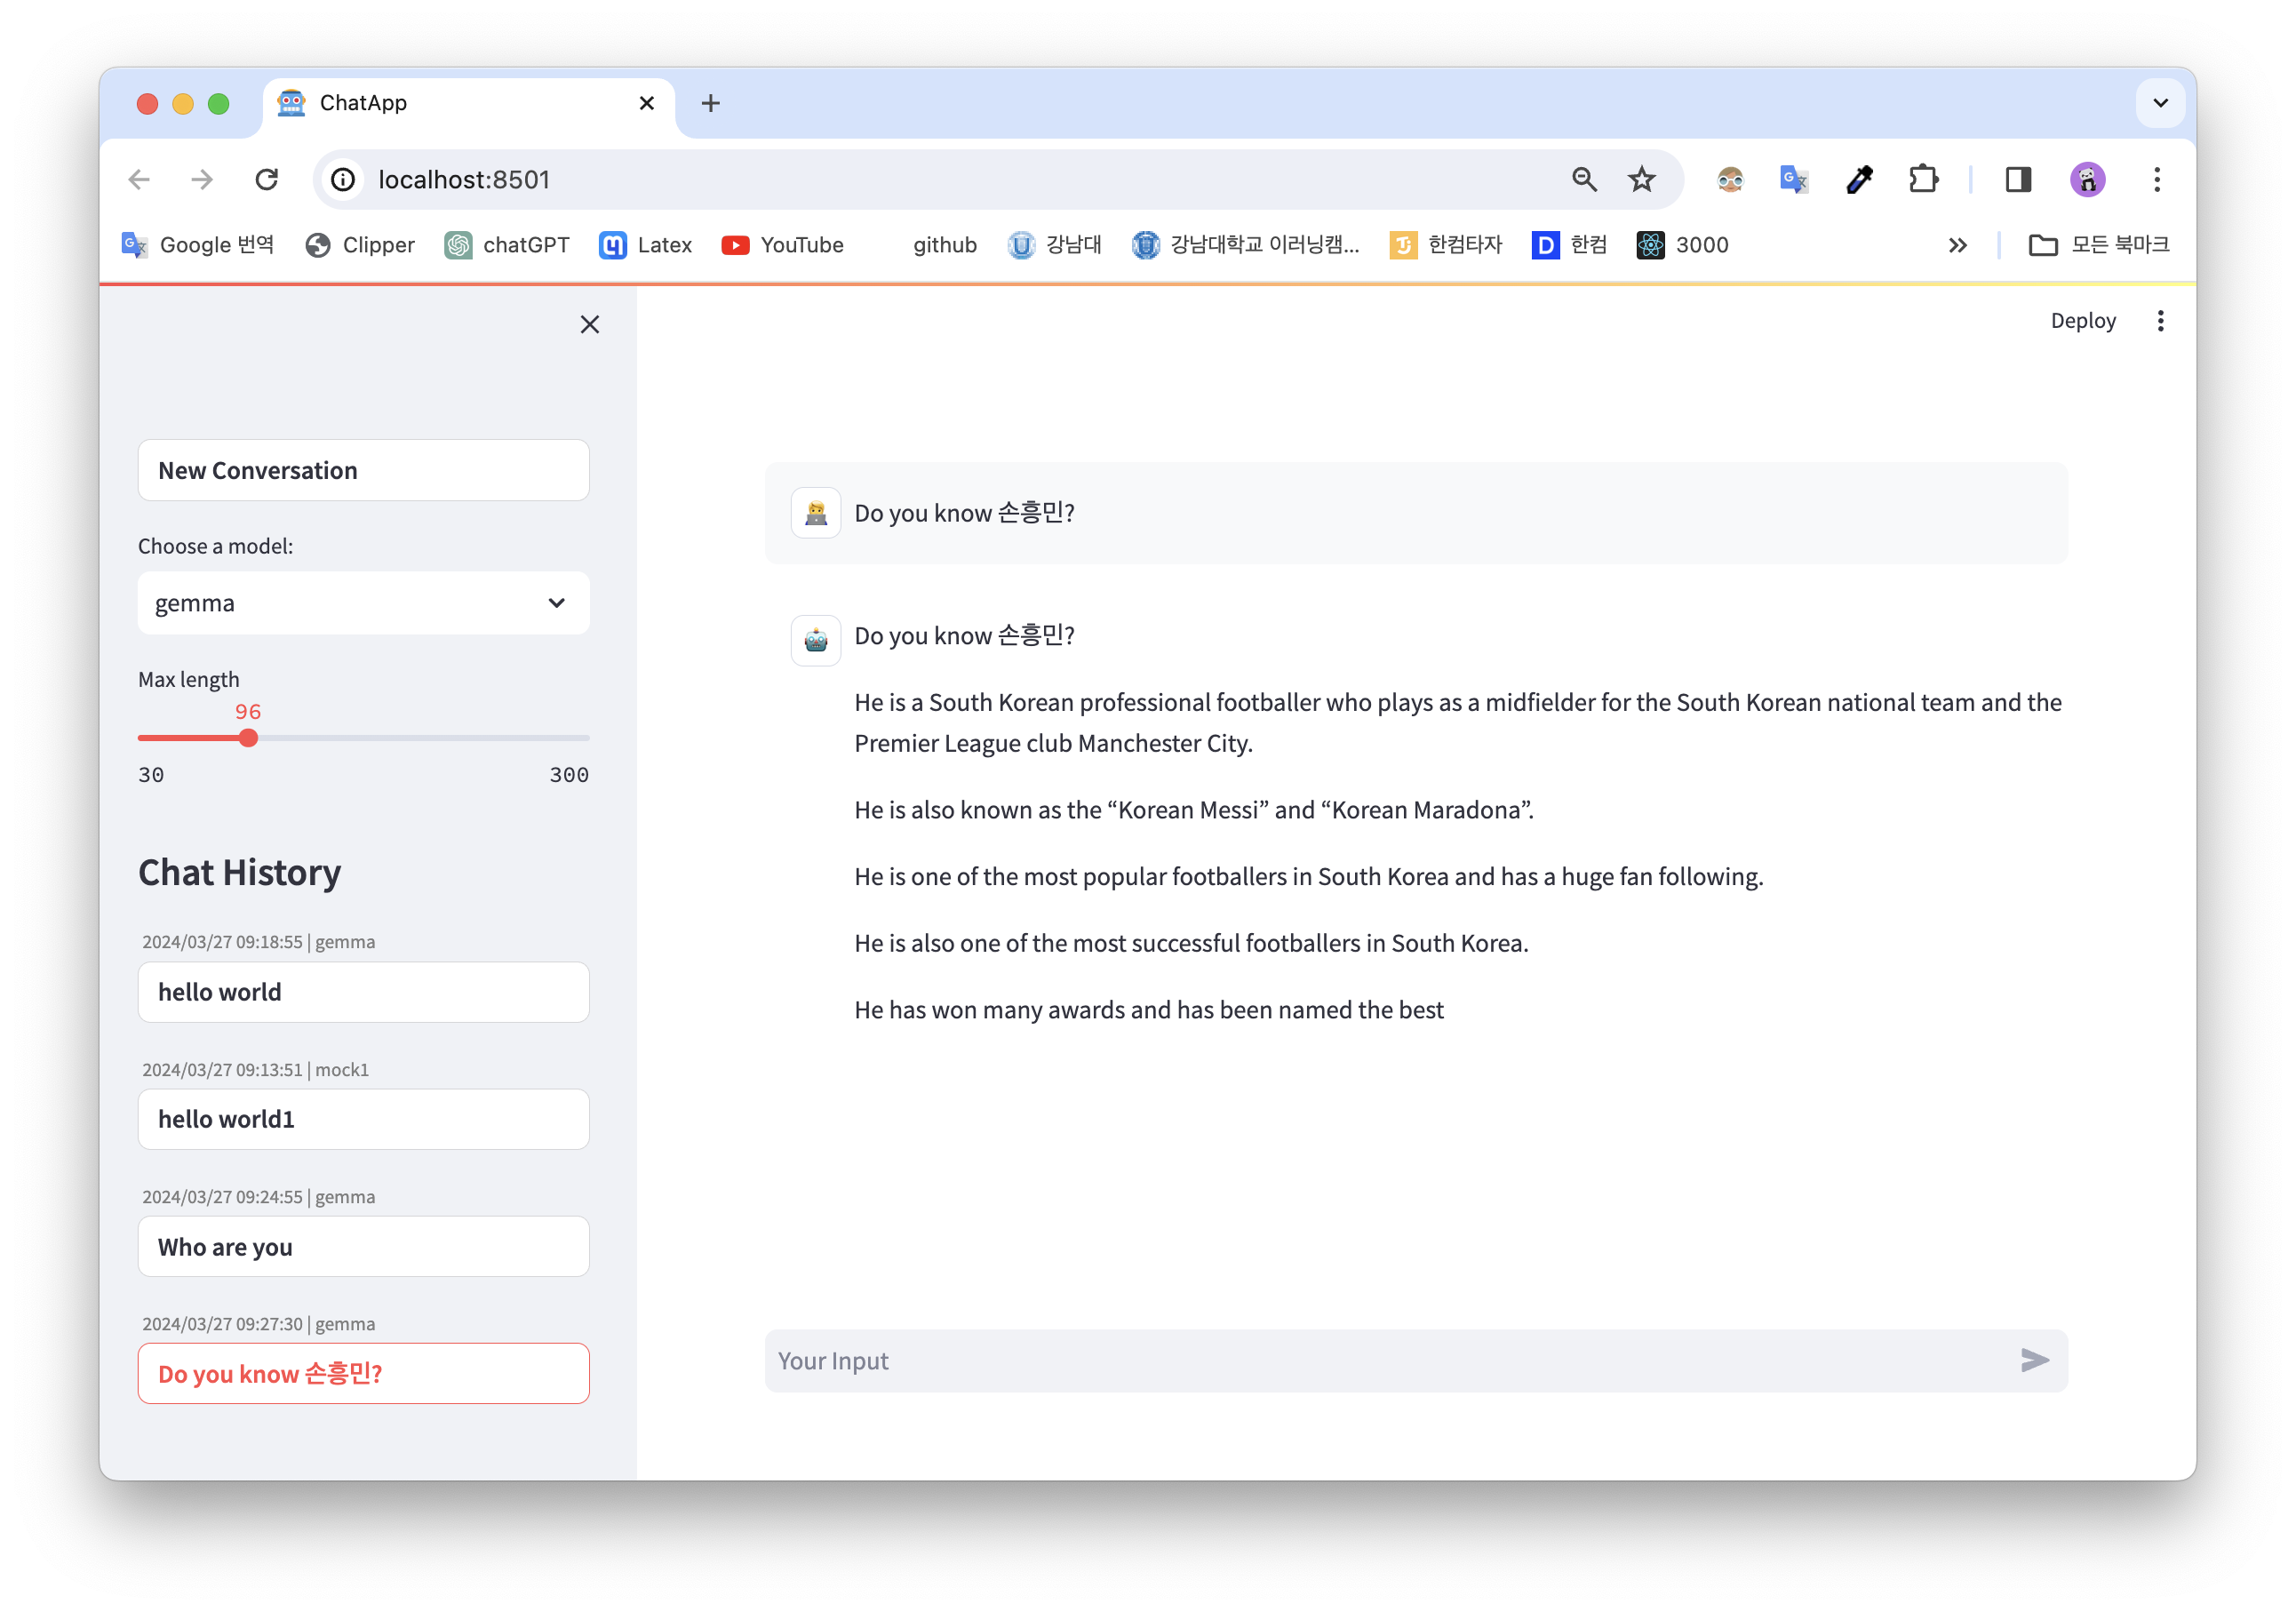 ChatApp
localhost:8501
Google 번역
Clipper
chatGPT
Latex
YouTube
github
강남대
강남대학교 이러닝캠...
한컴타자
한컴
3000
모든 북마크
Deploy
New Conversation
Choose a model:
gemma
Max length
96
30 300
Chat History
2024/03/27 09:18:55 | gemma
hello world
2024/03/27 09:13:51 | mock1
hello world1
2024/03/27 09:24:55 | gemma
Who are you
2024/03/27 09:27:30 | gemma
Do you know 손흥민?
Do you know 손흥민?
Do you know 손흥민?
He is a South Korean professional footballer who plays as a midfielder for the South Korean national team and the
Premier League club Manchester City.
He is also known as the “Korean Messi” and “Korean Maradona”.
He is one of the most popular footballers in South Korea and has a huge fan following.
He is also one of the most successful footballers in South Korea.
He has won many awards and has been named the best
Your Input